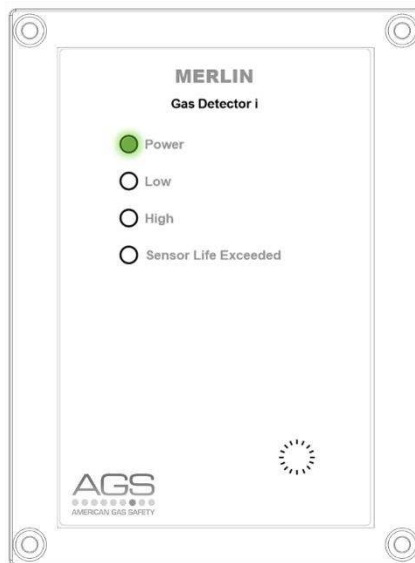 MERLIN
Gas Detector i
Power
Low
High
Sensor Life Exceeded
AGS
AMERICAN GAS SAFETY